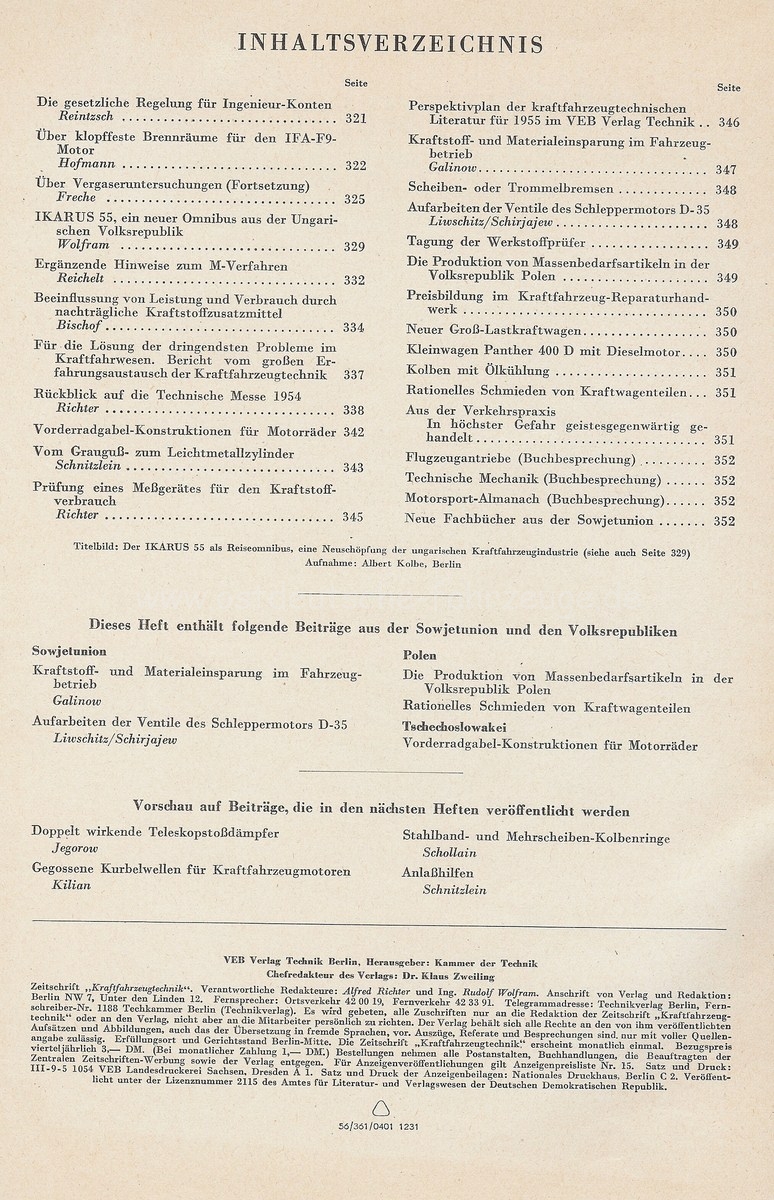 INHALTSVERZEICHNIS
Seite
Die gesetzliche Regelung für Ingenieur-Konten
Reintzsch ........ 321
Über klopffeste Brennräume für den IFA-F9-
Motor
Hofmann ........ 322
Über Vergaseruntersuchungen (Fortsetzung)
Freche ........ 325
IKARUS 55, ein neuer Omnibus aus der Ungari-
schen Volksrepublik
Wolfram ........ 329
Ergänzende Hinweise zum M-Verfahren
Reichelt ........ 332
Beeinflussung von Leistung und Verbrauch durch
nachträgliche Kraftstoffzusatzmittel
Bischof ........ 334
Für die Lösung der dringendsten Probleme im
Kraftfahrwesen. Bericht vom großen Er-
fahrungsaustausch der Kraftfahrzeugtechnik 337
Rückblick auf die Technische Messe 1954
Richter ........ 338
Vorderradgabel-Konstruktionen für Motorräder 342
Vom Grauguß- zum Leichtmetallzylinder
Schnitzlein ........ 343
Prüfung eines Meßgerätes für den Kraftstoff-
verbrauch
Richter ........ 345
Seite
Perspektivplan der kraftfahrzeugtechnischen
Literatur für 1955 im VEB Verlag Technik .. 346
Kraftstoff- und Materialeinsparung im Fahrzeug-
betrieb
Galinow ........ 347
Scheiben- oder Trommelbremsen ........ 348
Aufarbeiten der Ventile des Schleppermotors D-35
Liwschitz/Schirjajew ........ 348
Tagung der Werkstoffprüfer ........ 349
Die Produktion von Massenbedarfsartikeln in der
Volksrepublik Polen ........ 349
Preisbildung im Kraftfahrzeug-Reparaturhand-
werk ........ 350
Neuer Groß-Lastkraftwagen ........ 350
Kleinwagen Panther 400 D mit Dieselmotor .... 350
Kolben mit Ölkühlung ........ 351
Rationelles Schmieden von Kraftwagenteilen ... 351
Aus der Verkehrspraxis
In höchster Gefahr geistesgegenwärtig ge-
handelt ........ 351
Flugzeugantriebe (Buchbesprechung) ........ 352
Technische Mechanik (Buchbesprechung) ...... 352
Motorsport-Almanach (Buchbesprechung) ...... 352
Neue Fachbücher aus der Sowjetunion ....... 352
Titelbild: Der IKARUS 55 als Reiseomnibus, eine Neuschöpfung der ungarischen Kraftfahrzeugindustrie (siehe auch Seite 329)
Aufnahme: Albert Kolbe, Berlin
Dieses Heft enthält folgende Beiträge aus der Sowjetunion und den Volksrepubliken
Sowjetunion
Kraftstoff- und Materialeinsparung im Fahrzeug-
betrieb
Galinow
Aufarbeiten der Ventile des Schleppermotors D-35
Liwschitz/Schirjajew
Polen
Die Produktion von Massenbedarfsartikeln in der
Volksrepublik Polen
Rationelles Schmieden von Kraftwagenteilen
Tschechoslowakei
Vorderradgabel-Konstruktionen für Motorräder
Vorschau auf Beiträge, die in den nächsten Heften veröffentlicht werden
Doppelt wirkende Teleskopstoßdämpfer
Jegorow
Gegossene Kurbelwellen für Kraftfahrzeugmotoren
Kilian
Stahlband- und Mehrscheiben-Kolbenringe
Schollain
Anlaßhilfen
Schnitzlein
VEB Verlag Technik Berlin, Herausgeber: Kammer der Technik
Chefredakteur des Verlags: Dr. Klaus Zweiling
Zeitschrift „Kraftfahrzeugtechnik“. Verantwortliche Redakteure: Alfred Richter und Ing. Rudolf Wolfram. Anschrift von Verlag und Redaktion:
Berlin NW 7, Unter den Linden 12. Fernsprecher: Ortsverkehr 42 00 19, Fernverkehr 42 33 91. Telegrammadresse: Technikverlag Berlin, Fern-
schreiber-Nr. 1188 Techkammer Berlin (Technikverlag). Es wird gebeten, alle Zuschriften nur an die Redaktion der Zeitschrift „Kraftfahrzeug-
technik“ oder an den Verlag, nicht aber an die Mitarbeiter persönlich zu richten. Der Verlag behält sich alle Rechte an den von ihm veröffentlichten
Aufsätzen und Abbildungen, auch das der Übersetzung in fremde Sprachen, vor. Auszüge, Referate und Besprechungen sind nur mit voller Quellen-
angabe zulässig. Erfüllungsort und Gerichtsstand Berlin-Mitte. Die Zeitschrift „Kraftfahrzeugtechnik“ erscheint monatlich einmal. Bezugspreis
vierteljährlich 3,— DM. (Bei monatlicher Zahlung 1,— DM.) Bestellungen nehmen alle Postanstalten, Buchhandlungen, die Beauftragten der
Zentralen Zeitschriften-Werbung sowie der Verlag entgegen. Für Anzeigenveröffentlichungen gilt Anzeigenpreisliste Nr. 15. Satz und Druck:
III-9-5 1054 VEB Landesdruckerei Sachsen, Dresden A 1. Satz und Druck der Anzeigenbeilagen: Nationales Druckhaus, Berlin C 2. Veröffent-
licht unter der Lizenznummer 2115 des Amtes für Literatur- und Verlagswesen der Deutschen Demokratischen Republik.
56/361/0401 1231